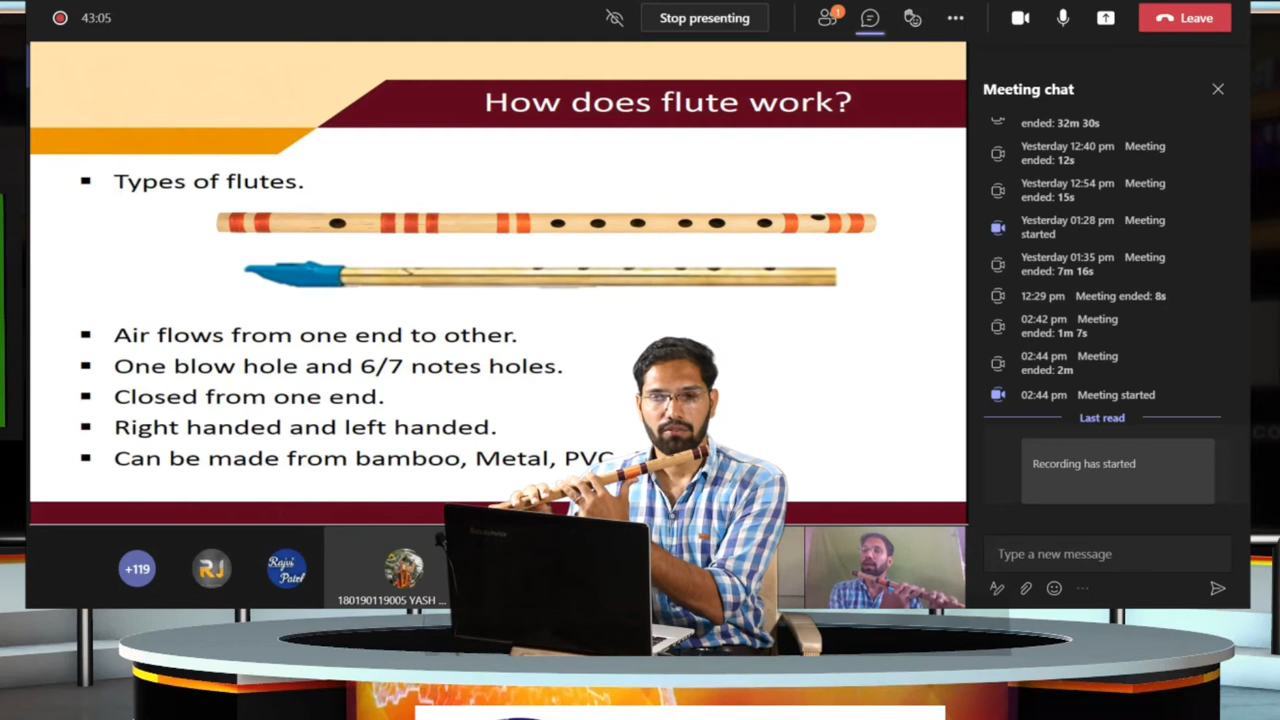 43:05
Stop presenting
1
Leave
How does flute work?
Types of flutes.
Air flows from one end to other.
One blow hole and 6/7 notes holes.
Closed from one end.
Right handed and left handed.
Can be made from bamboo, Metal, PVC
Meeting chat
ended: 32m 30s
Yesterday 12:40 pm Meeting
ended: 12s
Yesterday 12:54 pm Meeting
ended: 15s
Yesterday 01:28 pm Meeting
started
Yesterday 01:35 pm Meeting
ended: 7m 16s
12:29 pm Meeting ended: 8s
02:42 pm Meeting
ended: 1m 7s
02:44 pm Meeting
ended: 2m
02:44 pm Meeting started
Last read
Recording has started
Type a new message
+119
RJ
Rajvi
Patel
180190119005 YASH ...